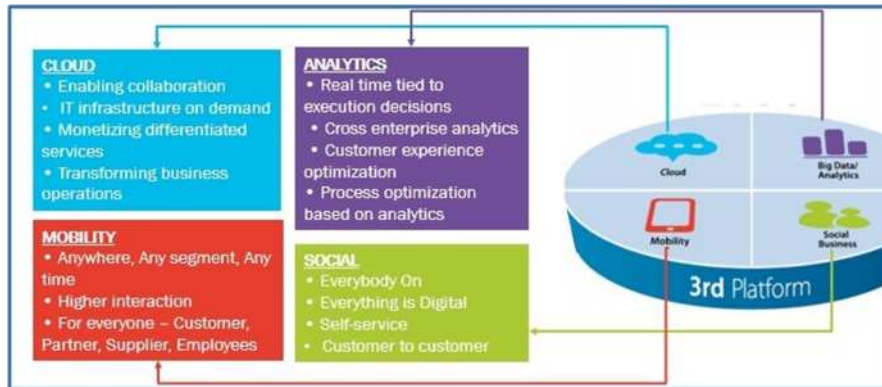 CLOUD
• Enabling collaboration
• IT infrastructure on demand
• Monetizing differentiated
services
• Transforming business
operations
ANALYTICS
• Real time tied to
execution decisions
• Cross enterprise analytics
• Customer experience
optimization
• Process optimization
based on analytics
MOBILITY
• Anywhere, Any segment, Any
time
• Higher interaction
• For everyone – Customer,
Partner, Supplier, Employees
SOCIAL
• Everybody On
• Everything is Digital
• Self-service
• Customer to customer
Cloud
Big Data/
Analytics
Mobility
Social
Business
3rd Platform